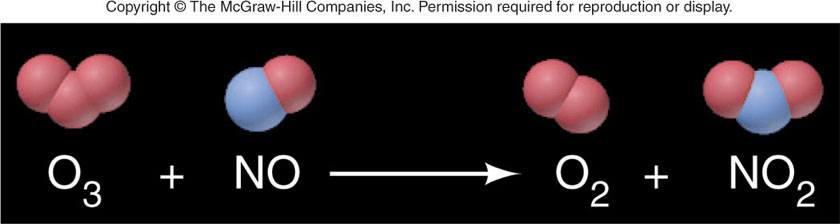 Copyright © The McGraw-Hill Companies, Inc. Permission required for reproduction or display.
O₃ + NO → O₂ + NO₂